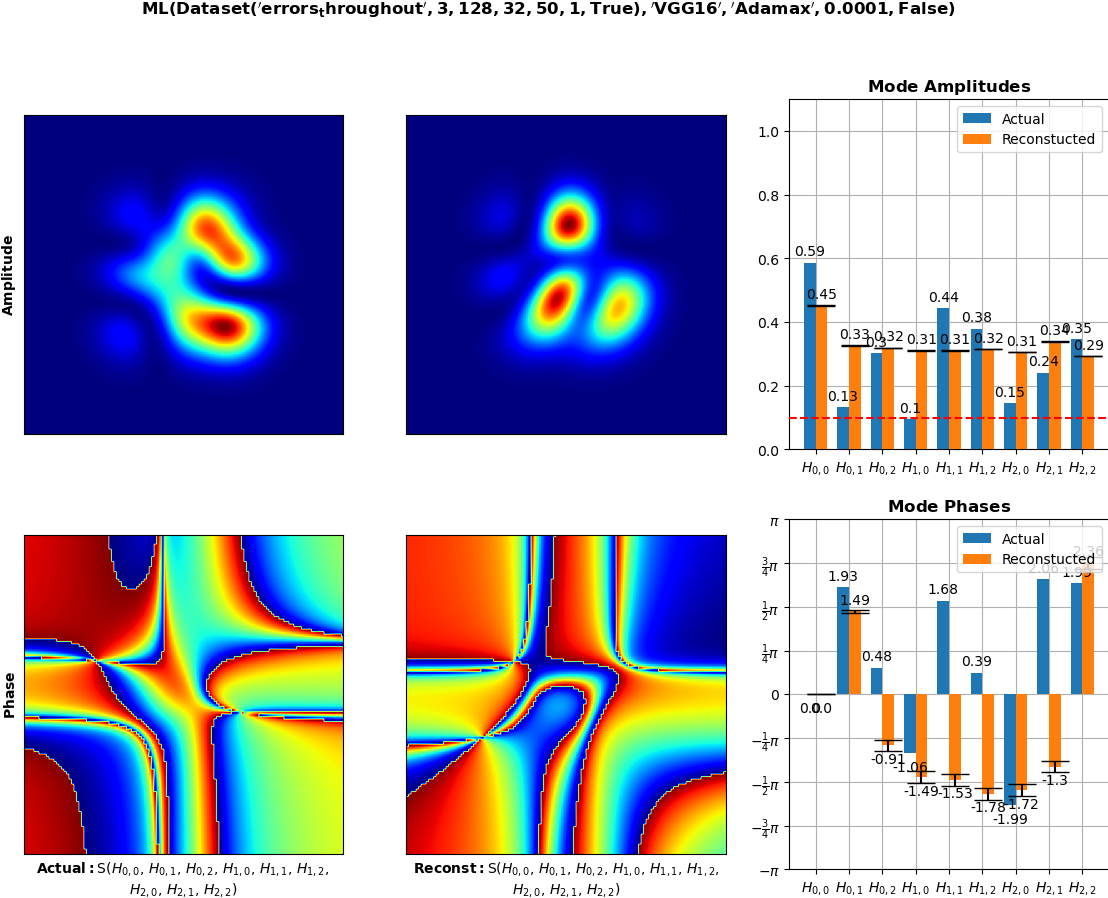 ML(Dataset('errors_throughout', 3, 128, 32, 50, 1, True), 'VGG16', 'Adamax', 0.0001, False)
Amplitude
Mode Amplitudes
Actual
Reconstucted
1.0
0.8
0.6
0.4
0.2
0.0
0.59
0.45
0.13
0.33
0.3
0.32
0.1
0.31
0.44
0.31
0.38
0.32
0.15
0.31
0.24
0.34
0.35
0.29
H0,0 H0,1 H0,2 H1,0 H1,1 H1,2 H2,0 H2,1 H2,2
Phase
Actual: S(H0,0, H0,1, H0,2, H1,0, H1,1, H1,2,
H2,0, H2,1, H2,2)
Reconst: S(H0,0, H0,1, H0,2, H1,0, H1,1, H1,2,
H2,0, H2,1, H2,2)
Mode Phases
Actual
Reconstucted
π
3/4π
1/2π
1/4π
0
−1/4π
−1/2π
−3/4π
−π
0.0
0.0
1.93
1.49
0.48
-0.91
-1.06
-1.49
1.68
-1.53
0.39
-1.78
-1.99
-1.72
2.06
-1.3
1.99
2.36
H0,0 H0,1 H0,2 H1,0 H1,1 H1,2 H2,0 H2,1 H2,2